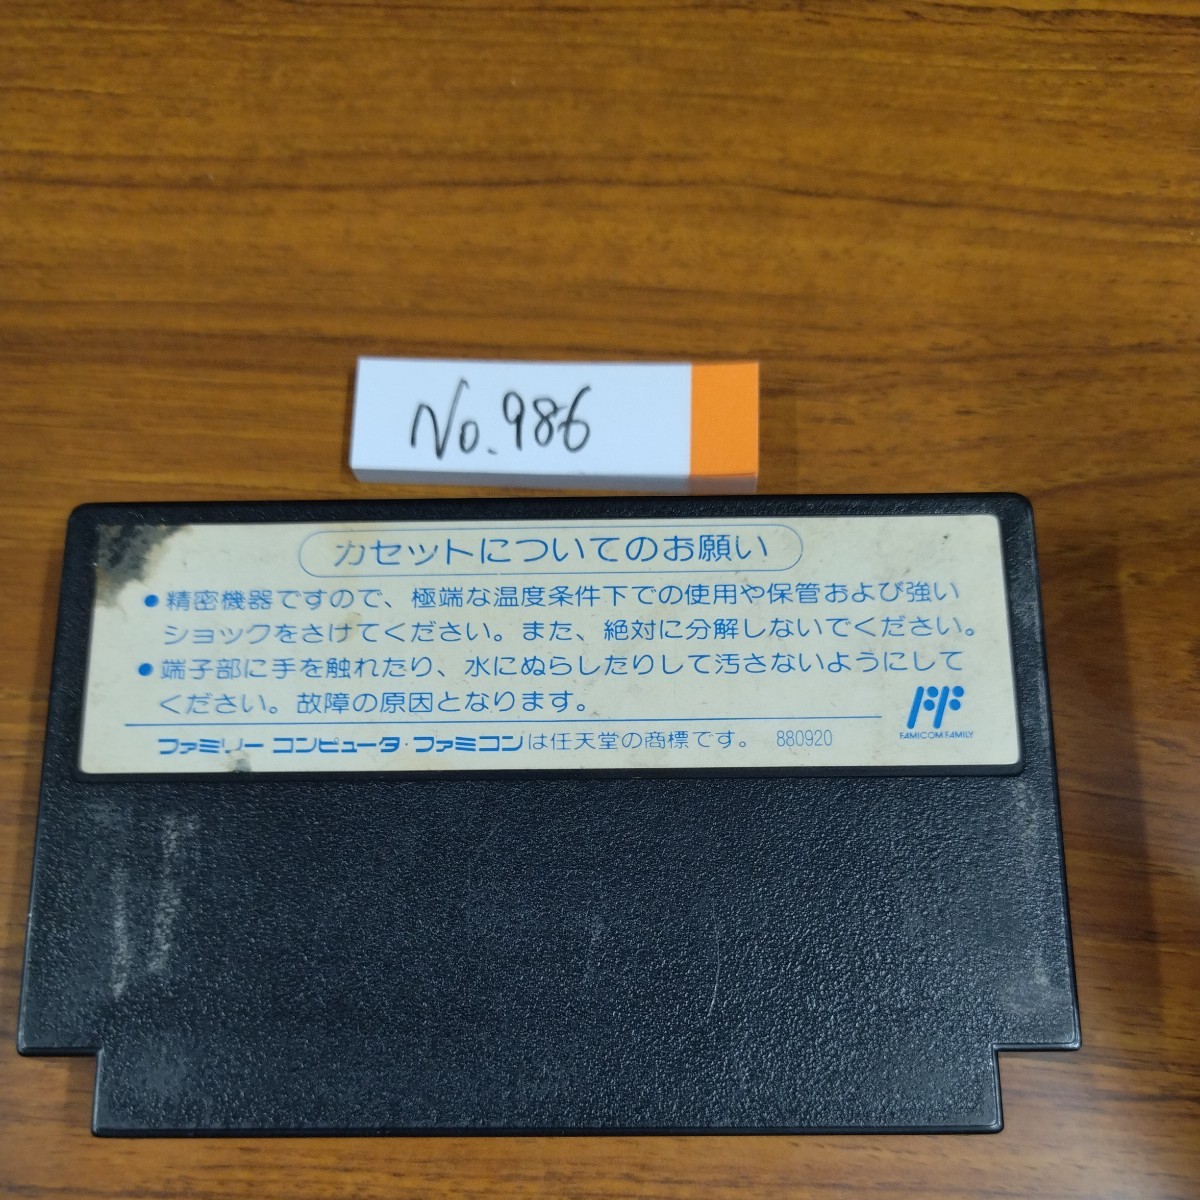 No.986
カセットについてのお願い
●精密機器ですので、極端な温度条件下での使用や保管および強い
ショックをさけてください。また、絶対に分解しないでください。
●端子部に手を触れたり、水にぬらしたりして汚さないようにして
ください。故障の原因となります。
ファミリーコンピュータ・ファミコンは任天堂の商標です。 880920
FAMICOM FAMILY